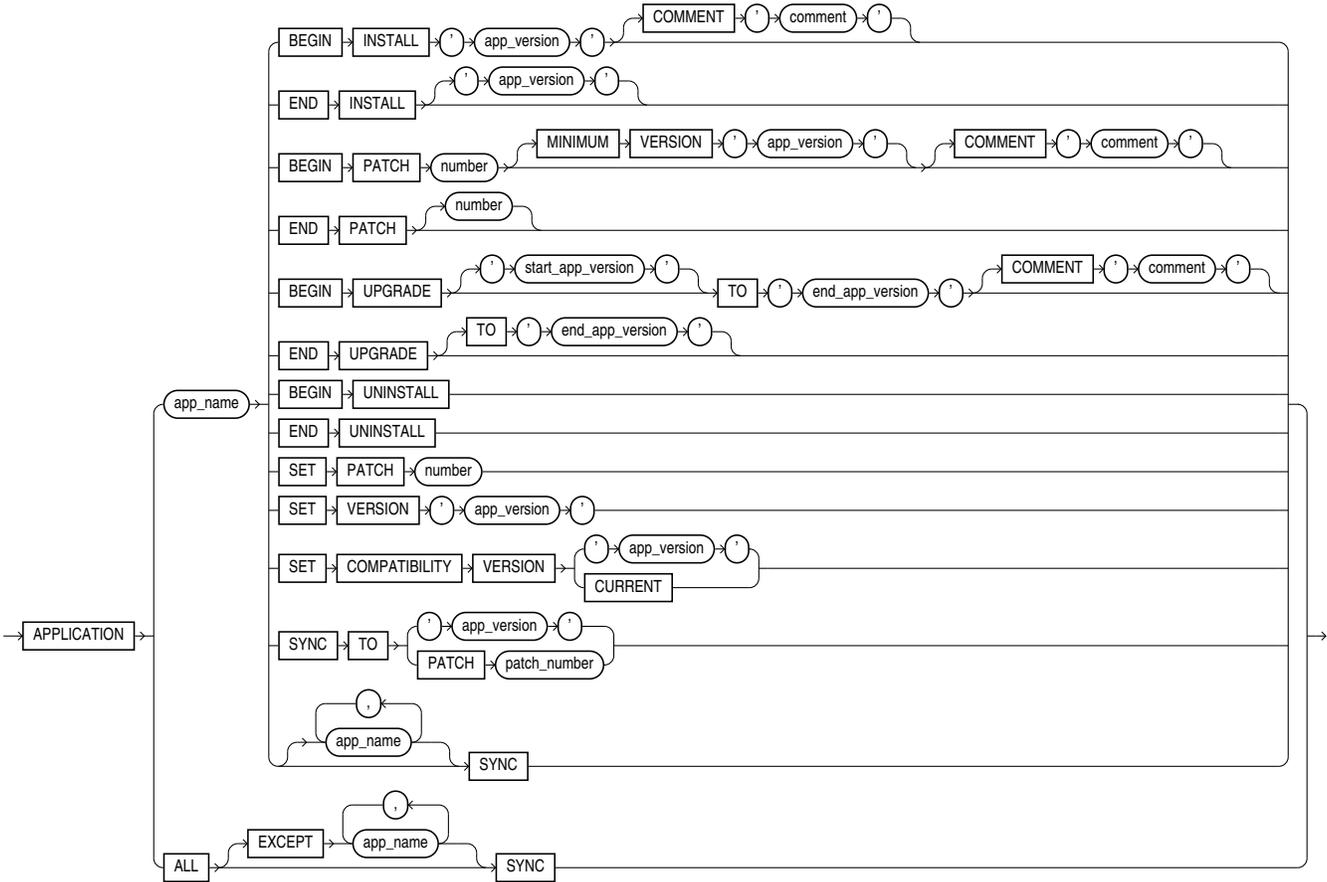 BEGIN INSTALL ' app_version ' COMMENT ' comment '
END INSTALL ' app_version '
BEGIN PATCH number MINIMUM VERSION ' app_version ' COMMENT ' comment '
END PATCH number
BEGIN UPGRADE ' start_app_version ' TO ' end_app_version ' COMMENT ' comment '
END UPGRADE TO ' end_app_version '
app_name
BEGIN UNINSTALL
END UNINSTALL
SET PATCH number
SET VERSION ' app_version '
SET COMPATIBILITY VERSION ' app_version '
CURRENT
APPLICATION
SYNC TO ' app_version '
PATCH patch_number
,
app_name
SYNC
,
ALL EXCEPT app_name SYNC